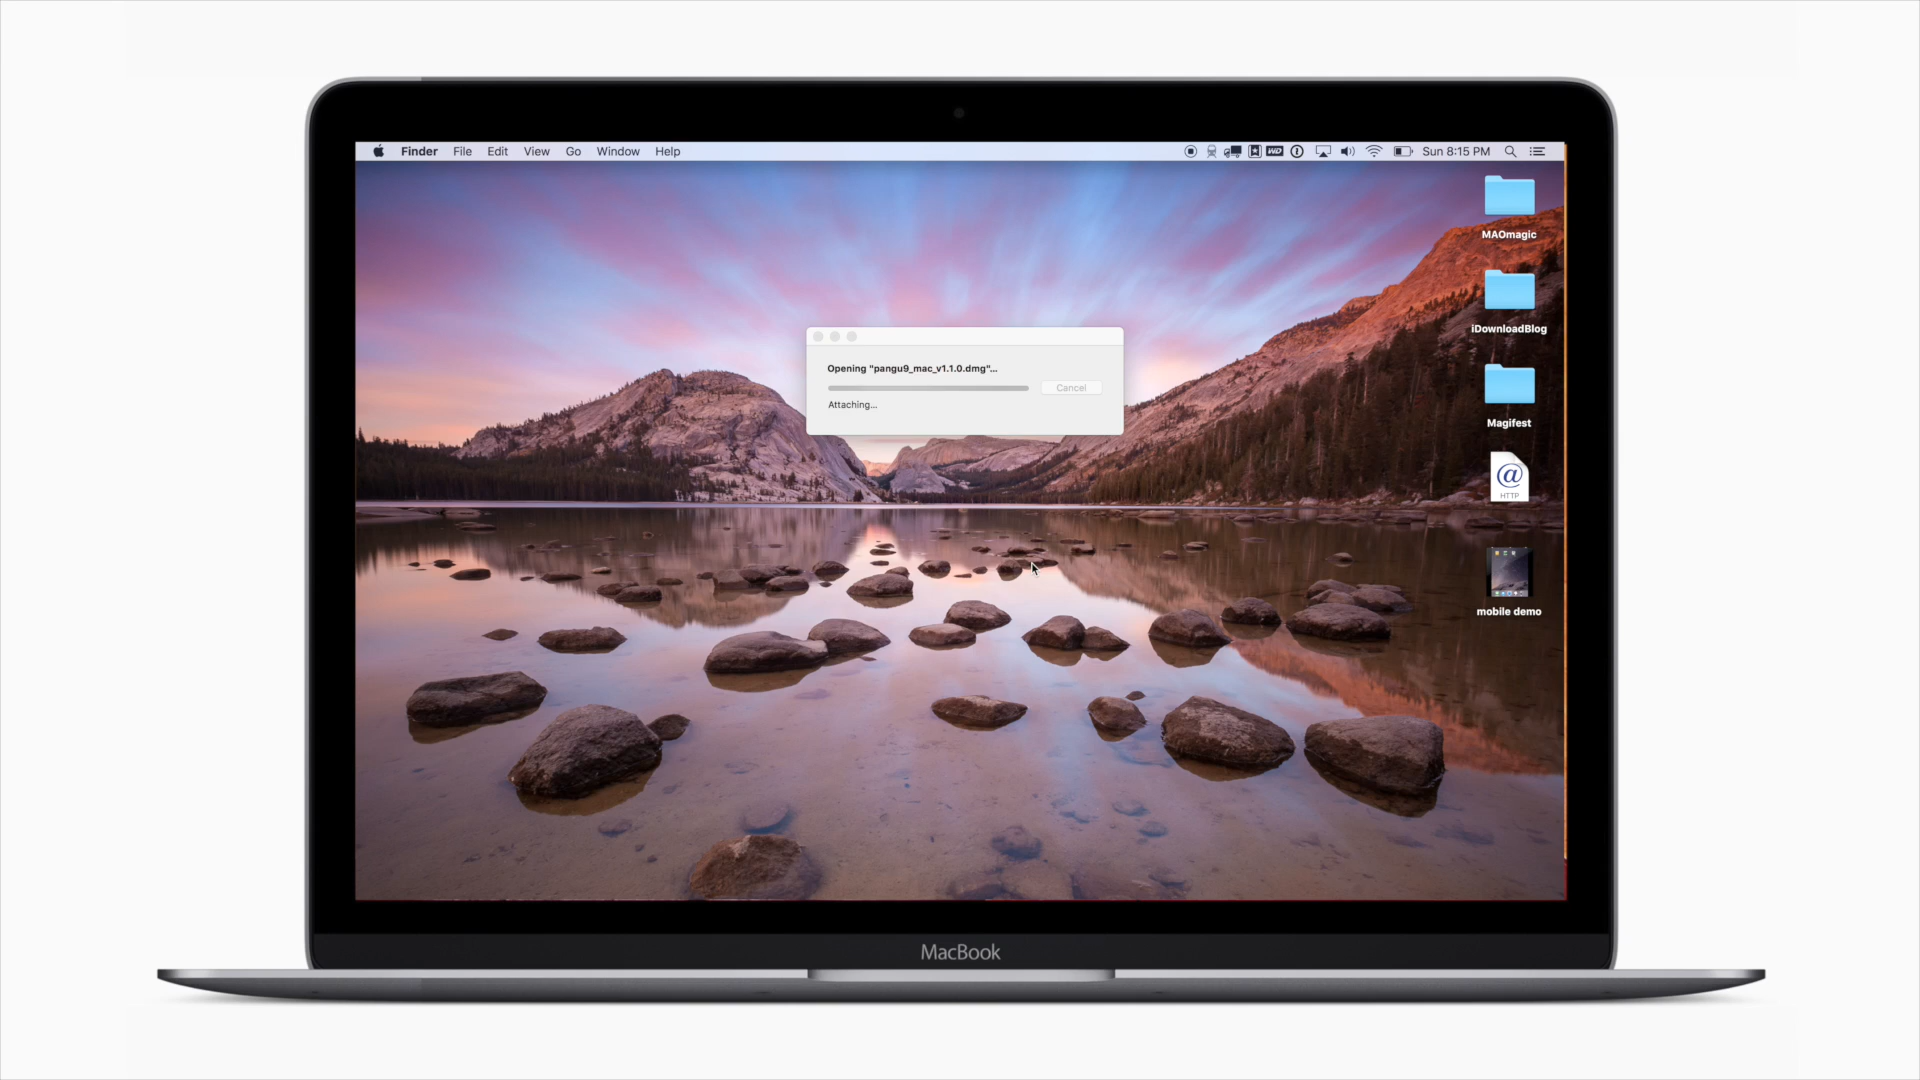 Finder File Edit View Go Window Help
WD
Sun 8:15 PM
MAOmagic
iDownloadBlog
Magifest
@
HTTP
mobile demo
Opening "pangu9_mac_v1.1.0.dmg"...
Cancel
Attaching...
MacBook